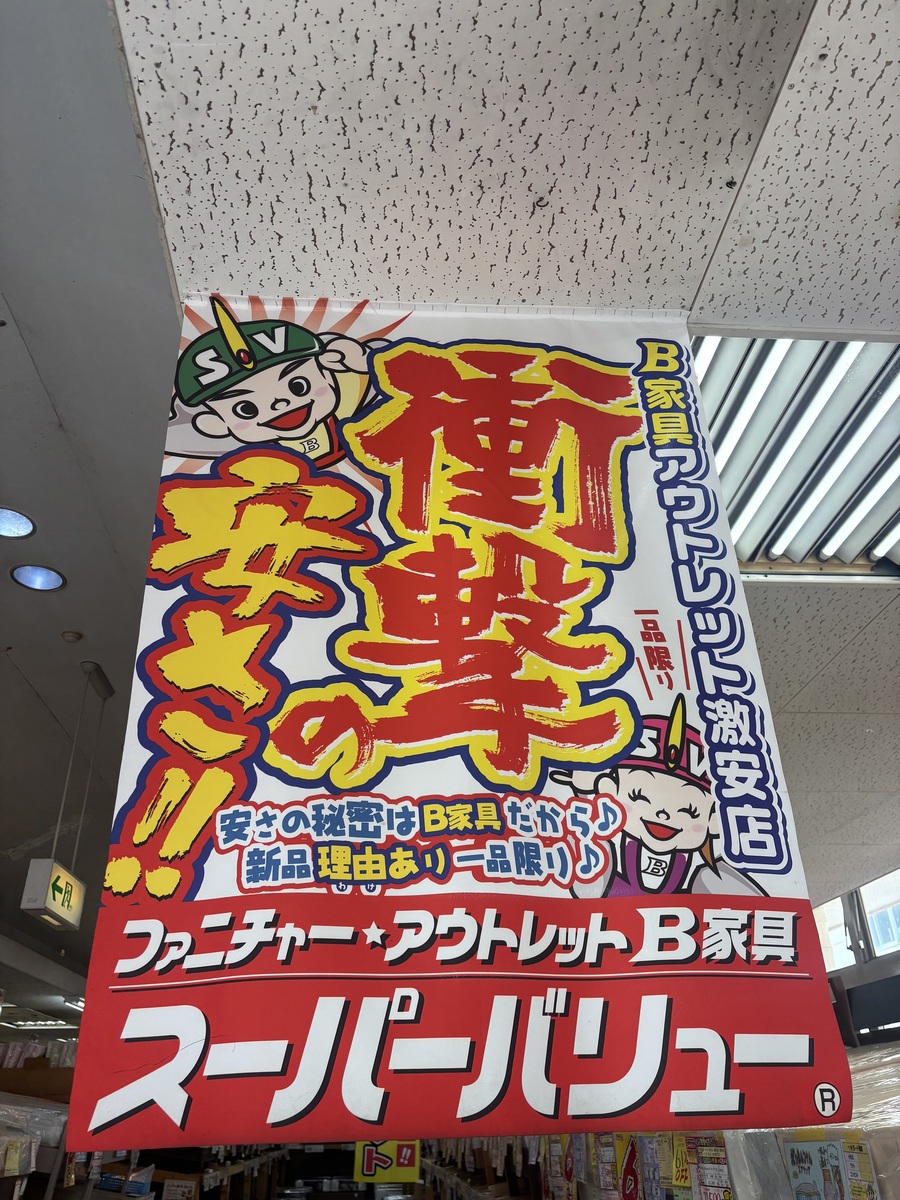 B家具アウトレット激安店
衝撃の
安さ!!
SV
B
一品限り
SV
B
安さの秘密はB家具だから♪
新品理由あり一品限り♪
わけ
ファニチャー★アウトレットB家具
スーパーバリュー
®
ト!!